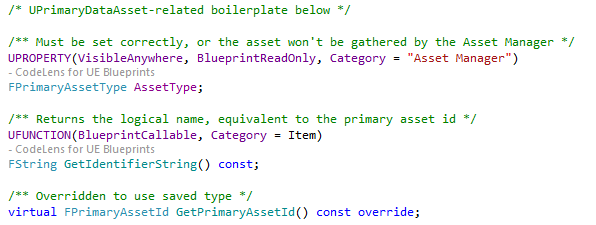 /* UPrimaryDataAsset-related boilerplate below */
/** Must be set correctly, or the asset won't be gathered by the Asset Manager */
UPROPERTY(VisibleAnywhere, BlueprintReadOnly, Category = "Asset Manager")
- CodeLens for UE Blueprints
FPrimaryAssetType AssetType;
/** Returns the logical name, equivalent to the primary asset id */
UFUNCTION(BlueprintCallable, Category = Item)
- CodeLens for UE Blueprints
FString GetIdentifierString() const;
/** Overridden to use saved type */
virtual FPrimaryAssetId GetPrimaryAssetId() const override;